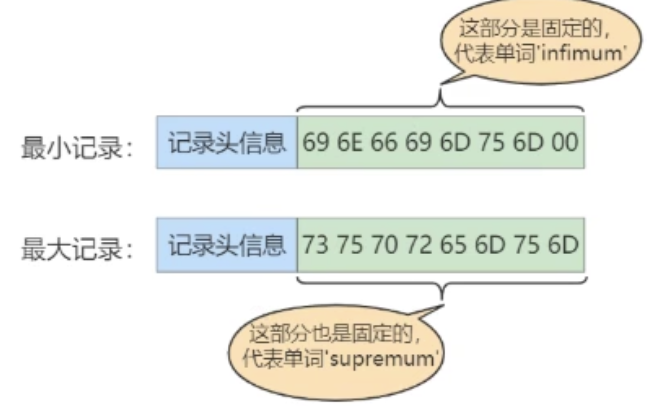 这部分是固定的，
代表单词'infimum'
最小记录：
记录头信息 69 6E 66 69 6D 75 6D 00
最大记录：
记录头信息 73 75 70 72 65 6D 75 6D
这部分也是固定的，
代表单词'supremum'